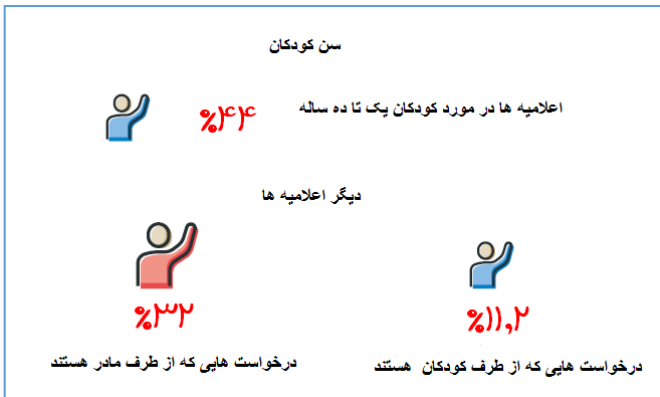 سن کودکان
اعلامیه ها در مورد کودکان یک تا ده ساله
%۴۴
دیگر اعلامیه ها
%۱۱,۲
%۳۲
درخواست هایی که از طرف کودکان هستند
درخواست هایی که از طرف مادر هستند